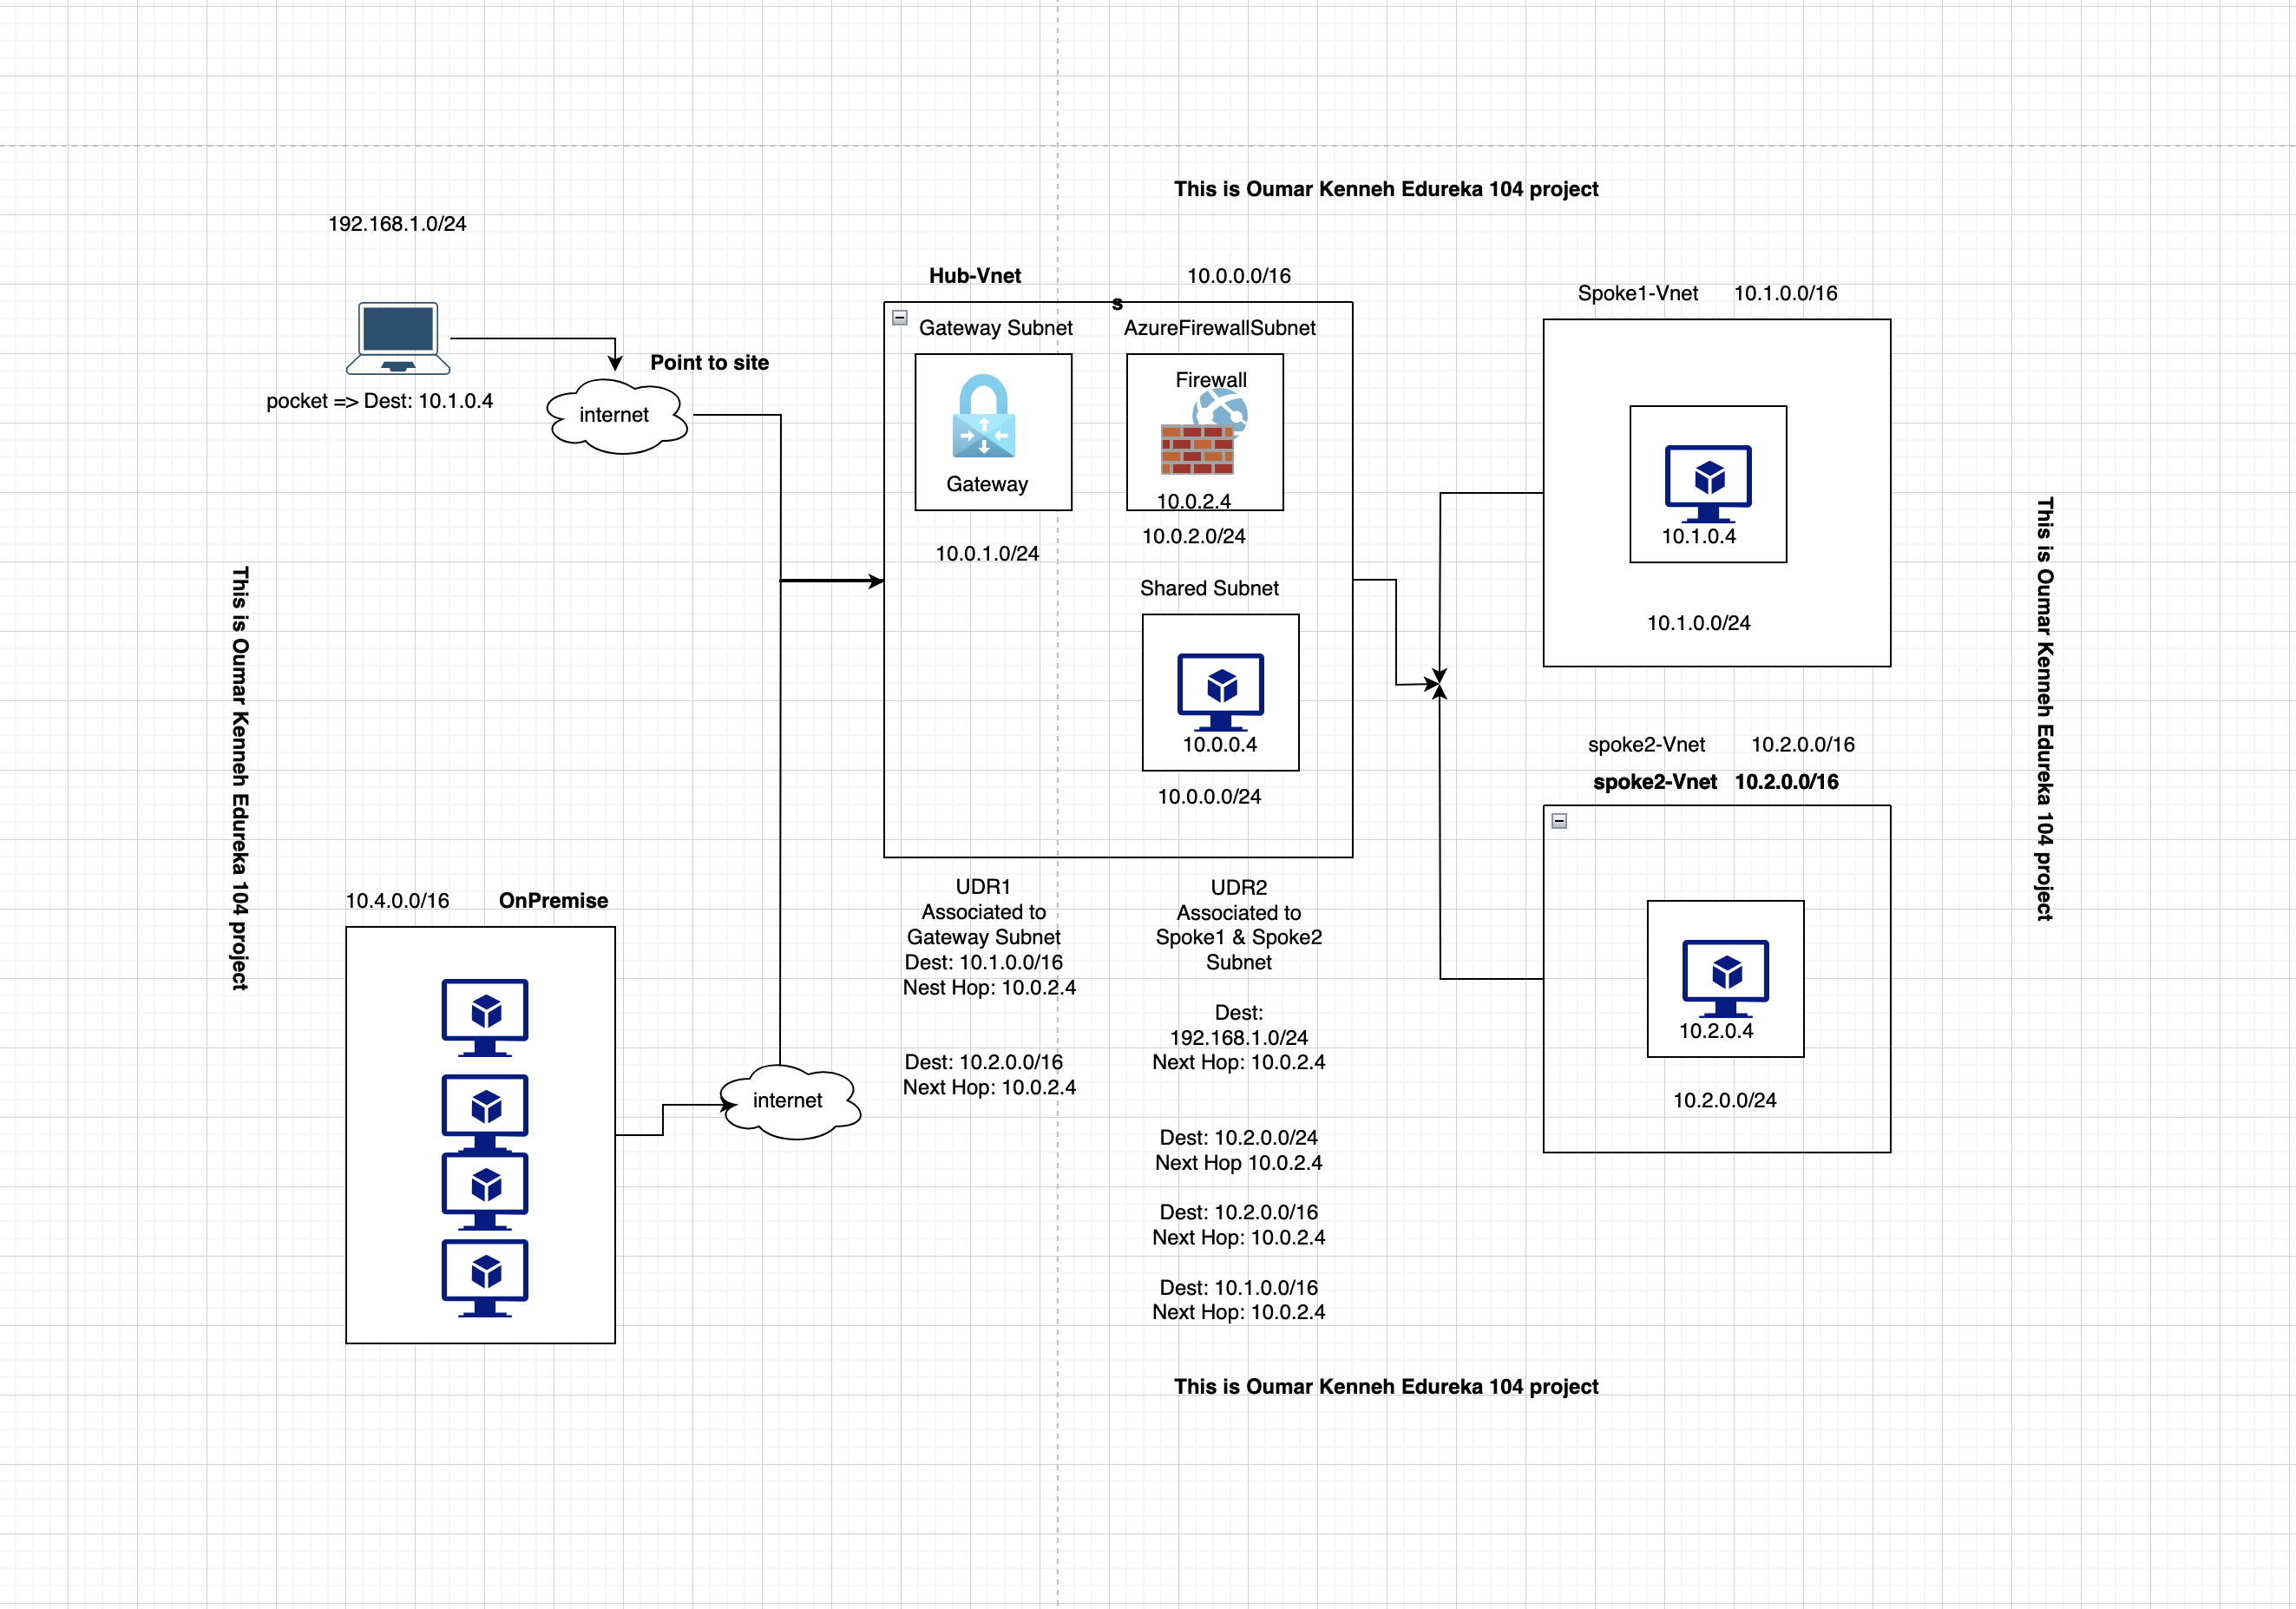 This is Oumar Kenneh Edureka 104 project
192.168.1.0/24
pocket => Dest: 10.1.0.4
internet
Point to site
Hub-Vnet
10.0.0.0/16
s
Gateway Subnet
Gateway
10.0.1.0/24
AzureFirewallSubnet
Firewall
10.0.2.4
10.0.2.0/24
Shared Subnet
10.0.0.4
10.0.0.0/24
Spoke1-Vnet
10.1.0.0/16
10.1.0.4
10.1.0.0/24
spoke2-Vnet
10.2.0.0/16
spoke2-Vnet 10.2.0.0/16
10.2.0.4
10.2.0.0/24
This is Oumar Kenneh Edureka 104 project
This is Oumar Kenneh Edureka 104 project
10.4.0.0/16
OnPremise
internet
UDR1
Associated to
Gateway Subnet
Dest: 10.1.0.0/16
Nest Hop: 10.0.2.4
Dest: 10.2.0.0/16
Next Hop: 10.0.2.4
UDR2
Associated to
Spoke1 & Spoke2
Subnet
Dest:
192.168.1.0/24
Next Hop: 10.0.2.4
Dest: 10.2.0.0/24
Next Hop 10.0.2.4
Dest: 10.2.0.0/16
Next Hop: 10.0.2.4
Dest: 10.1.0.0/16
Next Hop: 10.0.2.4
This is Oumar Kenneh Edureka 104 project